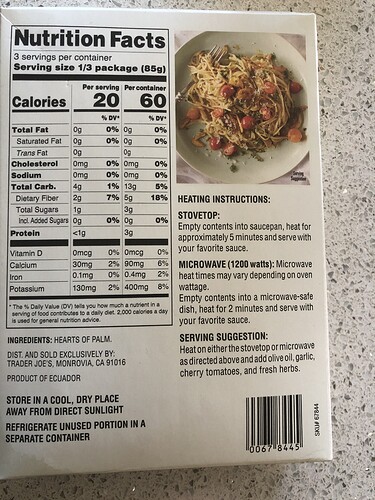 Nutrition Facts
3 servings per container
Serving size 1/3 package (85g)
Per serving Per container
Calories 20 60
% DV* % DV*
Total Fat 0g 0% 0g 0%
Saturated Fat 0g 0% 0g 0%
Trans Fat 0g 0g
Cholesterol 0mg 0% 0mg 0%
Sodium 0mg 0% 0mg 0%
Total Carb. 4g 1% 13g 5%
Dietary Fiber 2g 7% 5g 18%
Total Sugars 1g 3g
Incl. Added Sugars 0g 0% 0g 0%
Protein <1g 3g
Vitamin D 0mcg 0% 0mcg 0%
Calcium 30mg 2% 90mg 6%
Iron 0.1mg 0% 0.4mg 2%
Potassium 130mg 2% 400mg 8%
* The % Daily Value (DV) tells you how much a nutrient in a
serving of food contributes to a daily diet. 2,000 calories a day
is used for general nutrition advice.
INGREDIENTS: HEARTS OF PALM.
DIST. AND SOLD EXCLUSIVELY BY:
TRADER JOE'S, MONROVIA, CA 91016
PRODUCT OF ECUADOR
STORE IN A COOL, DRY PLACE
AWAY FROM DIRECT SUNLIGHT
REFRIGERATE UNUSED PORTION IN A
SEPARATE CONTAINER
Serving
Suggestion
HEATING INSTRUCTIONS:
STOVETOP:
Empty contents into saucepan, heat for
approximately 5 minutes and serve with
your favorite sauce.
MICROWAVE (1200 watts): Microwave
heat times may vary depending on oven
wattage.
Empty contents into a microwave-safe
dish, heat for 2 minutes and serve with
your favorite sauce.
SERVING SUGGESTION:
Heat on either the stovetop or microwave
as directed above and add olive oil, garlic,
cherry tomatoes, and fresh herbs.
0067 8445
SKU# 67844